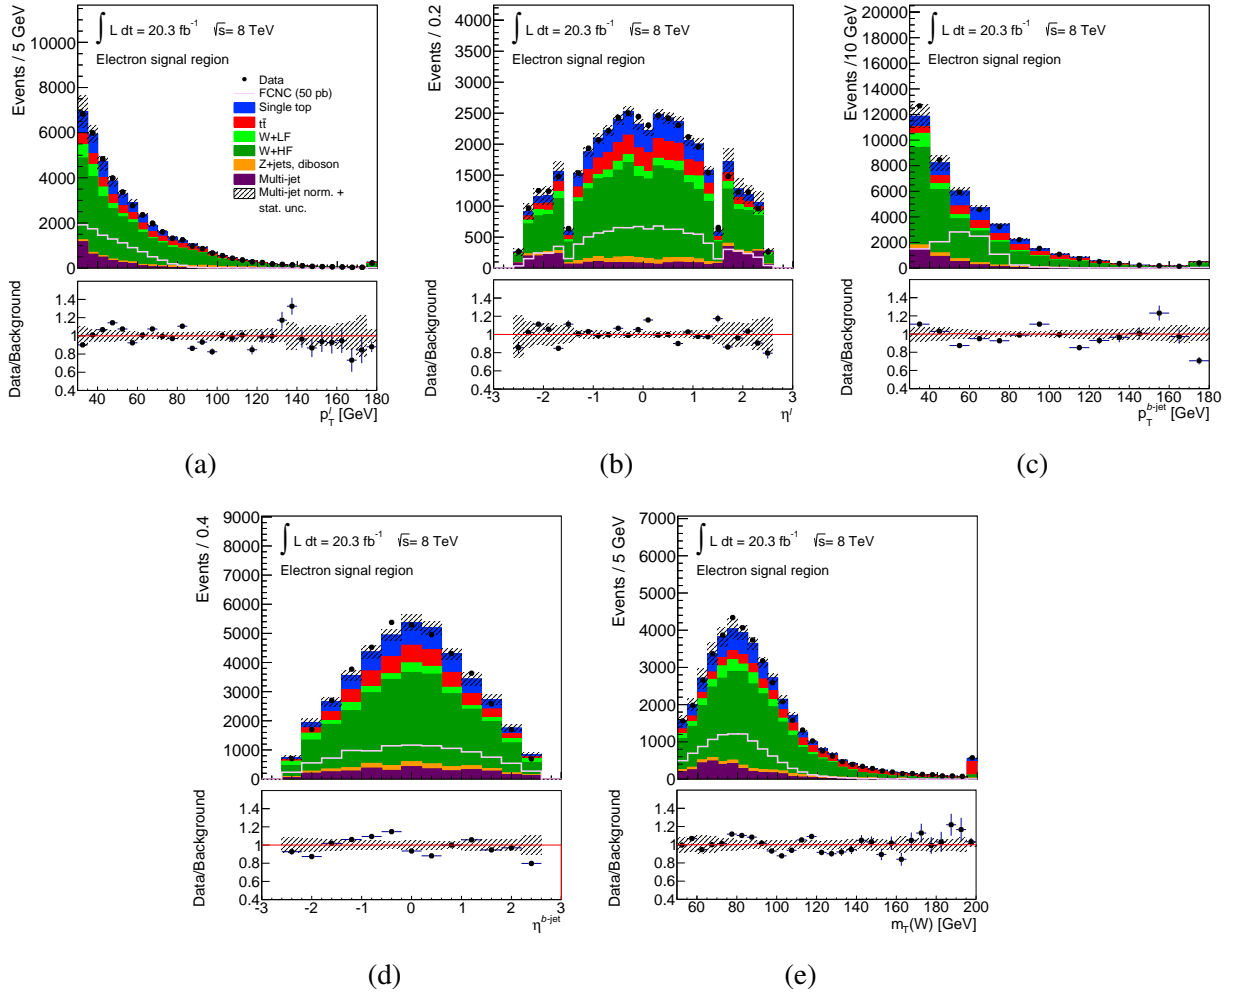 Events / 5 GeV
10000
8000
6000
4000
2000
0
∫ L dt = 20.3 fb⁻¹ √s= 8 TeV
Electron signal region
Data
FCNC (50 pb)
Single top
tt̄
W+LF
W+HF
Z+jets, diboson
Multi-jet
Multi-jet norm. +
stat. unc.
Data/Background
1.4
1.2
1
0.8
0.6
0.4
40 60 80 100 120 140 160 180
p_T^l [GeV]
(a)
Events / 0.2
4000
3500
3000
2500
2000
1500
1000
500
0
∫ L dt = 20.3 fb⁻¹ √s= 8 TeV
Electron signal region
Data/Background
1.4
1.2
1
0.8
0.6
0.4
-3 -2 -1 0 1 2 3
η^l
(b)
Events /10 GeV
20000
18000
16000
14000
12000
10000
8000
6000
4000
2000
0
∫ L dt = 20.3 fb⁻¹ √s= 8 TeV
Electron signal region
Data/Background
1.4
1.2
1
0.8
0.6
0.4
40 60 80 100 120 140 160 180
p_T^b-jet [GeV]
(c)
Events / 0.4
9000
8000
7000
6000
5000
4000
3000
2000
1000
0
∫ L dt = 20.3 fb⁻¹ √s= 8 TeV
Electron signal region
Data/Background
1.4
1.2
1
0.8
0.6
0.4
-3 -2 -1 0 1 2 3
η^b-jet
(d)
Events / 5 GeV
7000
6000
5000
4000
3000
2000
1000
0
∫ L dt = 20.3 fb⁻¹ √s= 8 TeV
Electron signal region
Data/Background
1.4
1.2
1
0.8
0.6
0.4
60 80 100 120 140 160 180 200
m_T(W) [GeV]
(e)